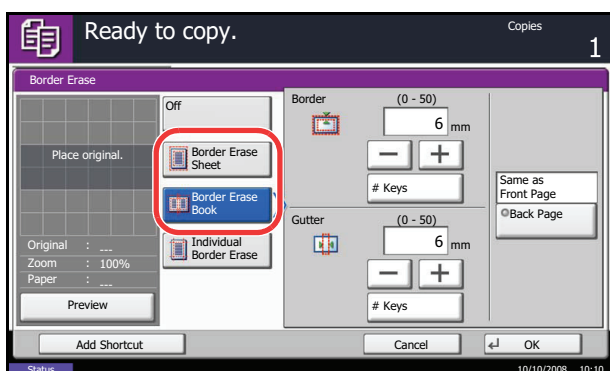 Ready to copy.
Copies
1
Border Erase
Place original.
Original : ---
Zoom : 100%
Paper : ---
Preview
Off
Border Erase
Sheet
Border Erase
Book
Individual
Border Erase
Border
(0 - 50)
6 mm
− +
# Keys
Gutter
(0 - 50)
6 mm
− +
# Keys
Same as
Front Page
Back Page
Add Shortcut
Cancel
OK
Status
10/10/2008 10:10